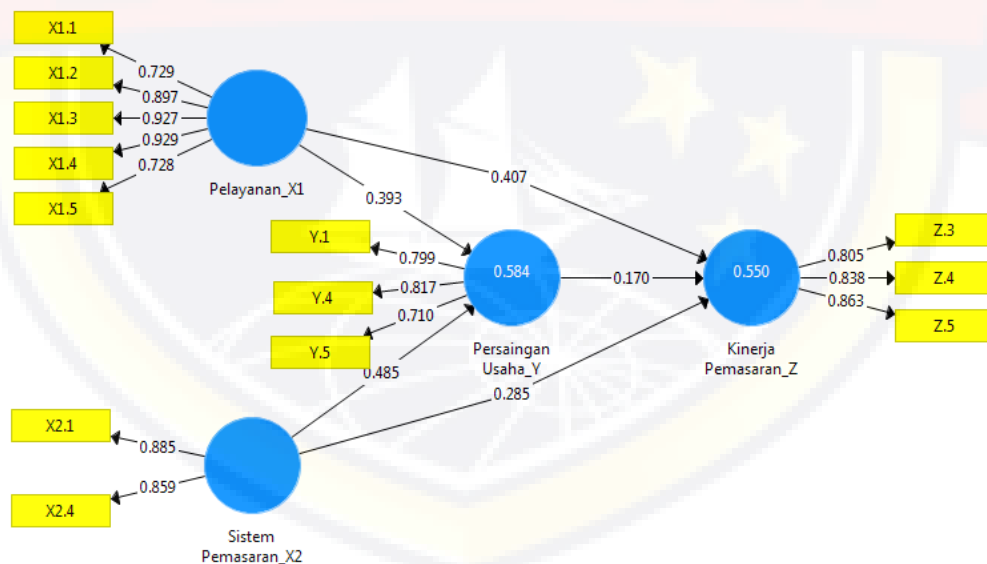 X1.1
0.729
X1.2
0.897
X1.3
0.927
X1.4
0.929
X1.5
0.728
Pelayanan_X1
0.407
0.393
Y.1
0.799
Y.4
0.817
Y.5
0.710
0.584
Persaingan
Usaha_Y
0.170
0.550
Kinerja
Pemasaran_Z
Z.3
0.805
Z.4
0.838
Z.5
0.863
0.485
0.285
X2.1
0.885
X2.4
0.859
Sistem
Pemasaran_X2